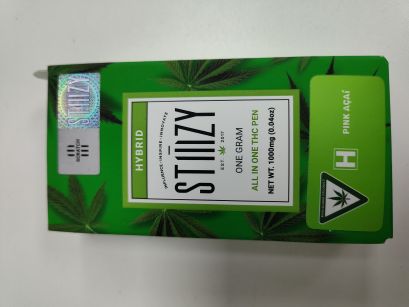 STIIIZY
SCRATCH
HYBRID
INFLUENCE • INSPIRE • INNOVATE
STIIIZY
EST 2017
ONE GRAM
ALL IN ONE THC PEN
NET WT. 1000mg (0.04oz)
PINK AÇAÍ
H